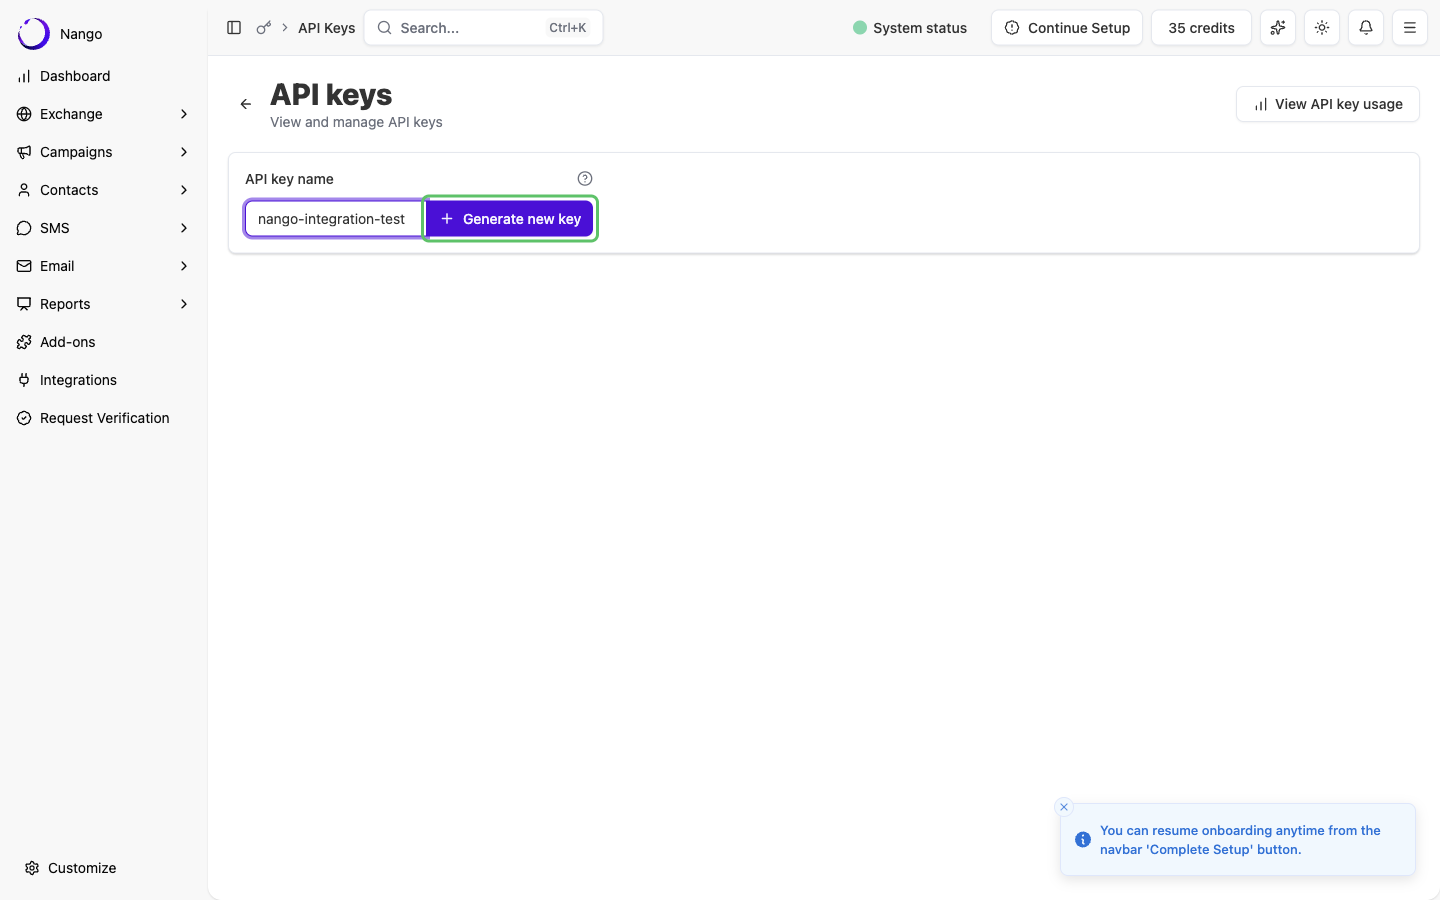 Nango
Dashboard
Exchange
Campaigns
Contacts
SMS
Email
Reports
Add-ons
Integrations
Request Verification
Customize
API Keys
Search...
Ctrl+K
System status
Continue Setup
35 credits
API keys
View and manage API keys
View API key usage
API key name
nango-integration-test
Generate new key
You can resume onboarding anytime from the
navbar 'Complete Setup' button.